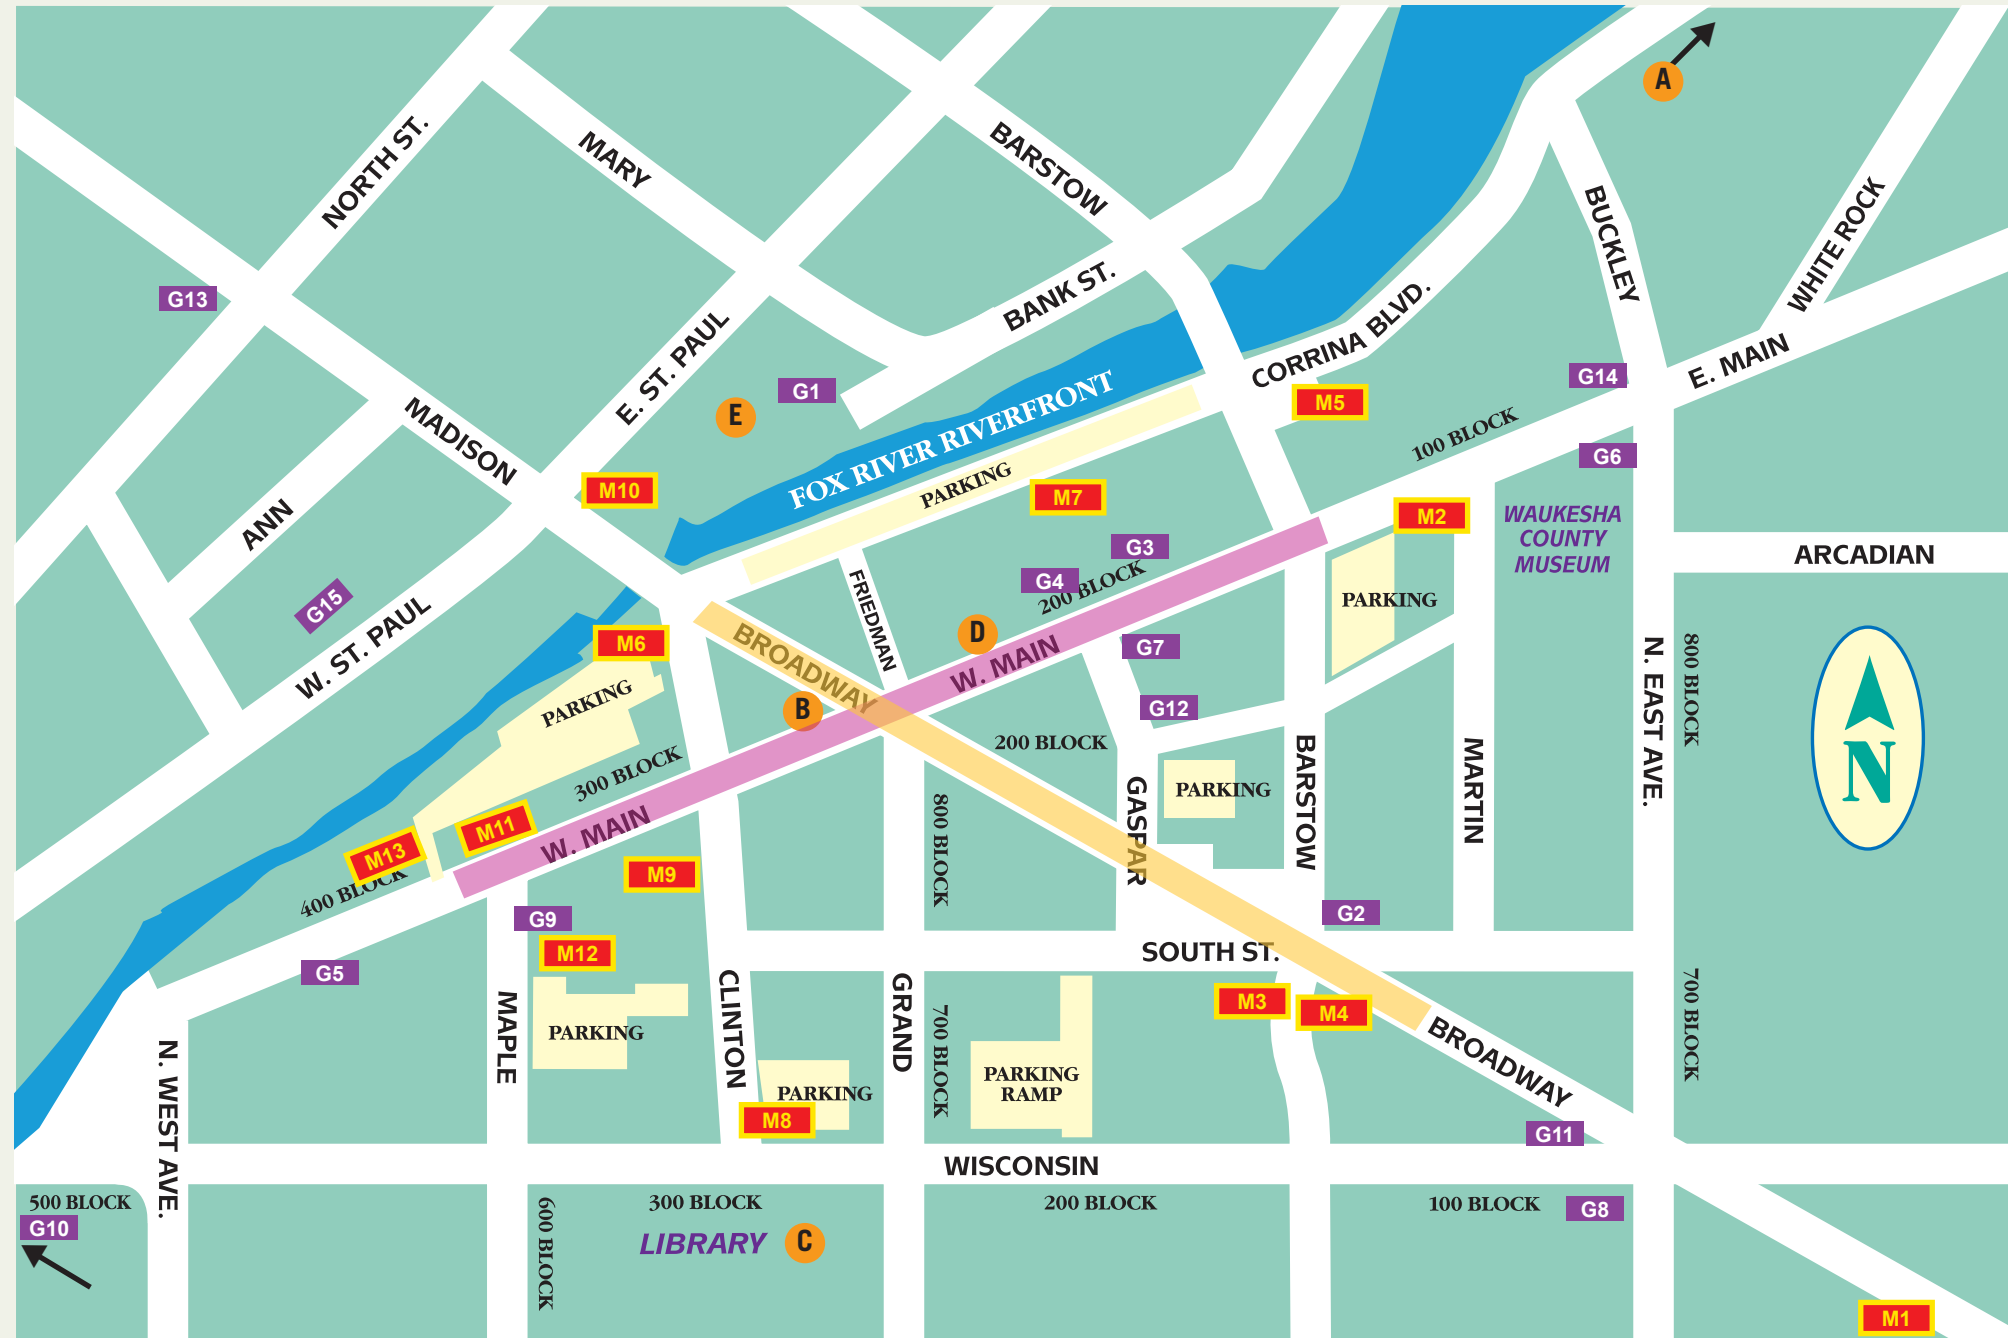 A
NORTH ST.
MARY
BARSTOW
BUCKLEY
WHITE ROCK
G13
BANK ST.
E. ST. PAUL
CORRINA BLVD.
E. MAIN
G14
G1
M5
E
MADISON
FOX RIVER RIVERFRONT
100 BLOCK
G6
PARKING
M10
M7
M2
WAUKESHA
COUNTY
MUSEUM
ANN
G3
ARCADIAN
G4
200 BLOCK
G15
FRIEDMAN
PARKING
W. ST. PAUL
M6
BROADWAY
D
W. MAIN
G7
N. EAST AVE.
800 BLOCK
PARKING
B
G12
200 BLOCK
300 BLOCK
N
PARKING
GASPAR
BARSTOW
MARTIN
M11
W. MAIN
M13
400 BLOCK
800 BLOCK
M9
G9
G2
M12
SOUTH ST.
G5
MAPLE
PARKING
CLINTON
GRAND
700 BLOCK
M3
M4
700 BLOCK
BROADWAY
N. WEST AVE.
PARKING
RAMP
PARKING
M8
G11
WISCONSIN
500 BLOCK
300 BLOCK
200 BLOCK
100 BLOCK
G8
G10
600 BLOCK
LIBRARY
C
M1